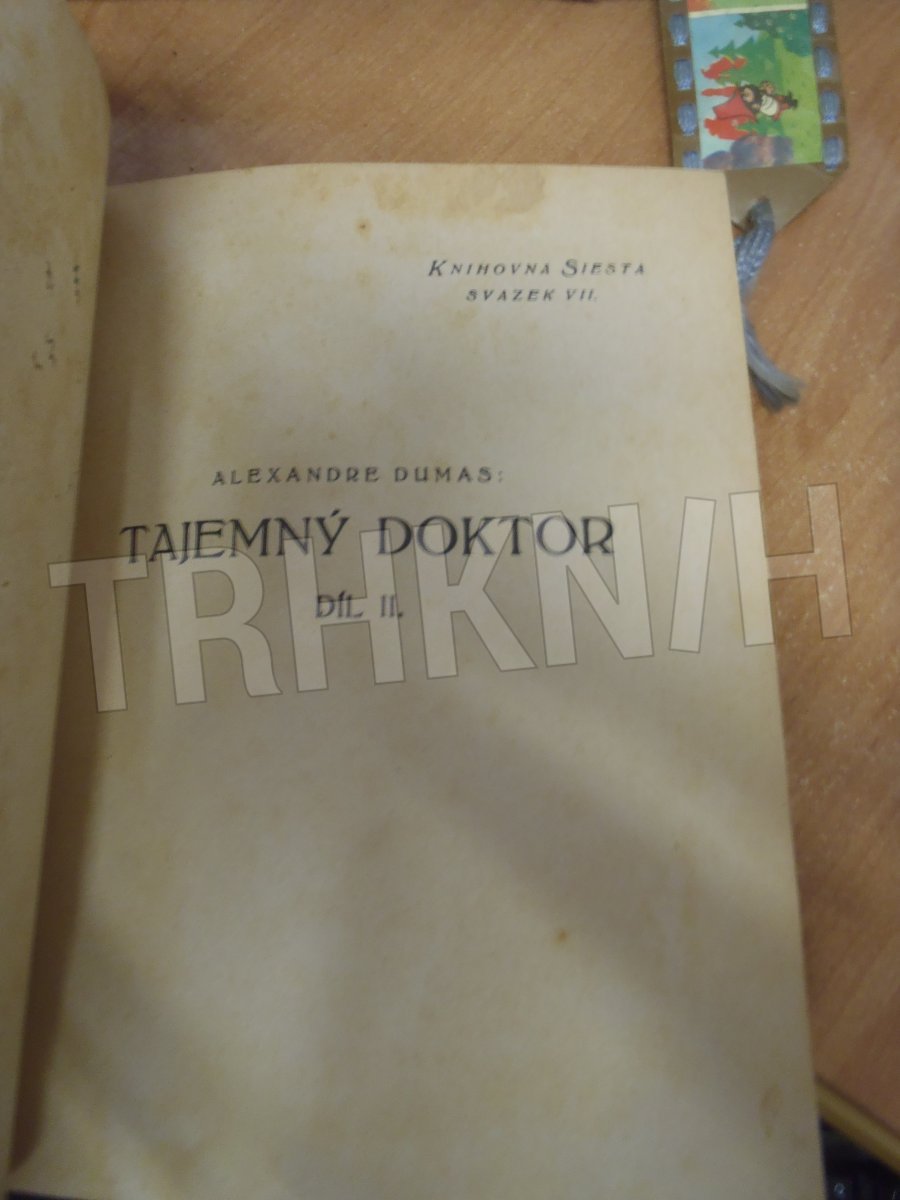 KNIHOVNA SIESTA
SVAZEK VII.
ALEXANDRE DUMAS:
TAJEMNÝ DOKTOR
DÍL II.
TRHKNIH